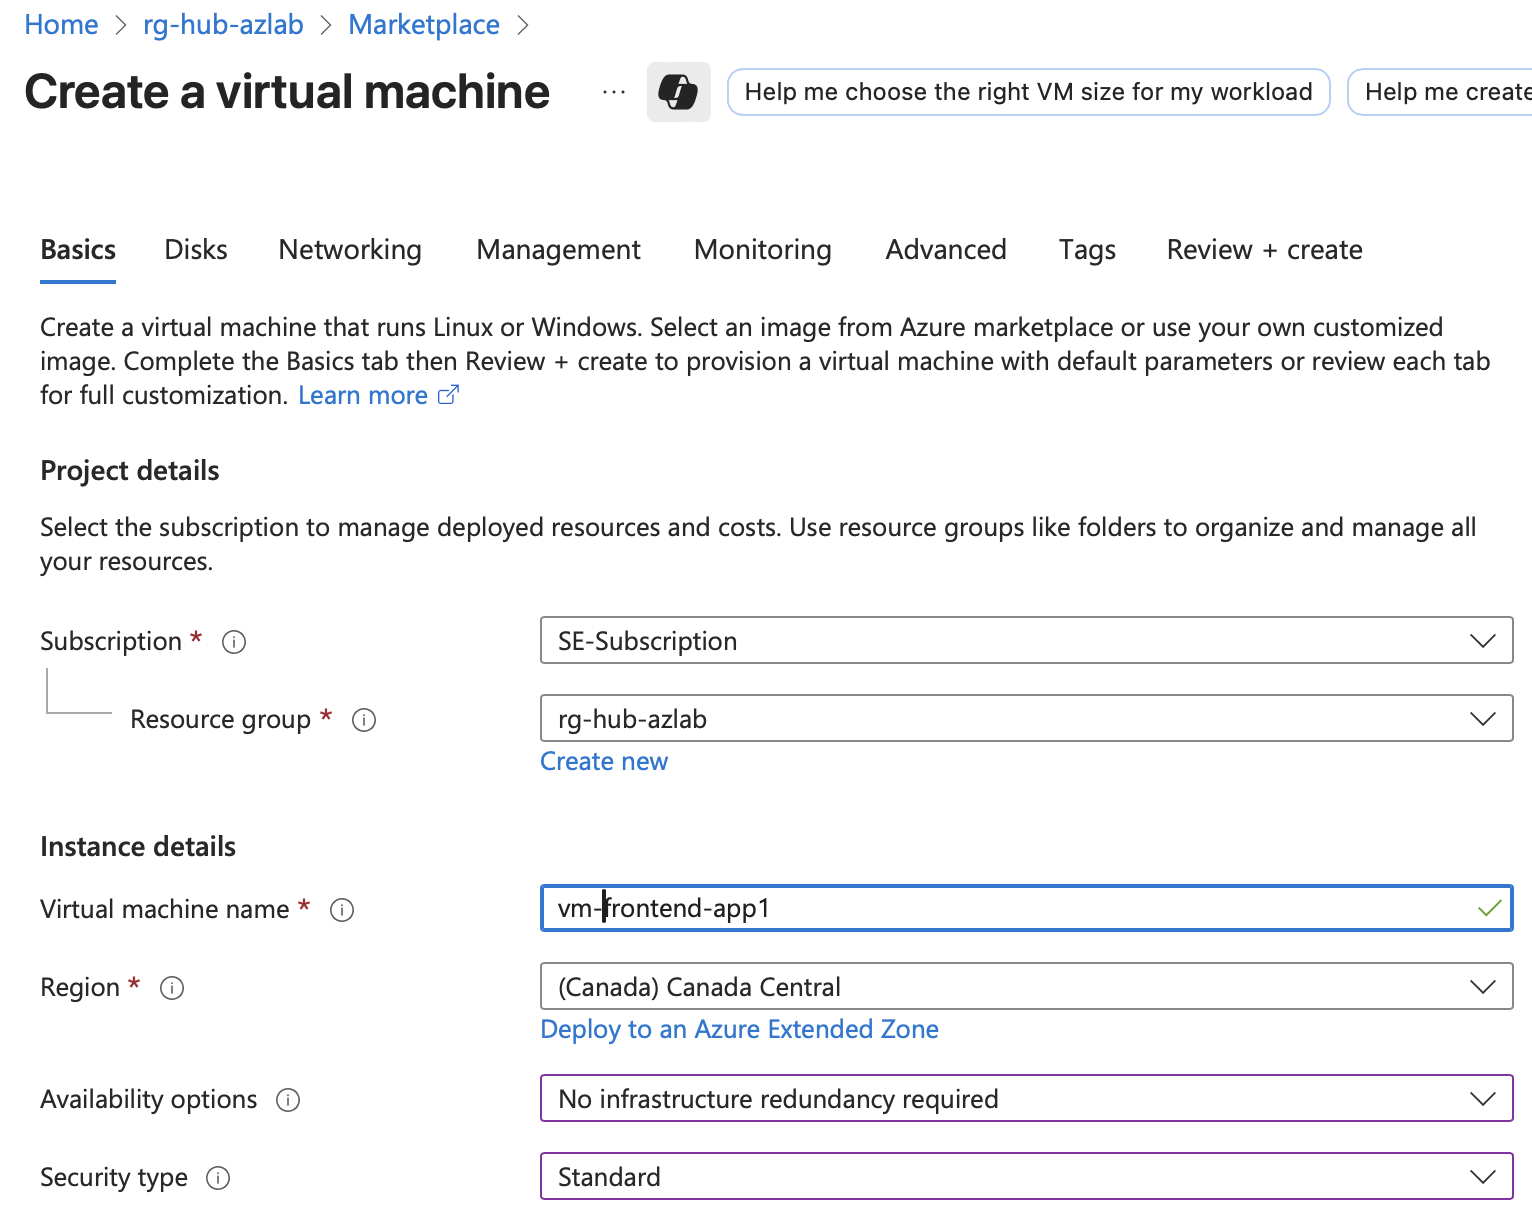 Home > rg-hub-azlab > Marketplace >
Create a virtual machine ... Help me choose the right VM size for my workload Help me create
Basics Disks Networking Management Monitoring Advanced Tags Review + create
Create a virtual machine that runs Linux or Windows. Select an image from Azure marketplace or use your own customized
image. Complete the Basics tab then Review + create to provision a virtual machine with default parameters or review each tab
for full customization. Learn more
Project details
Select the subscription to manage deployed resources and costs. Use resource groups like folders to organize and manage all
your resources.
Subscription * SE-Subscription
Resource group * rg-hub-azlab
Create new
Instance details
Virtual machine name * vm-frontend-app1
Region * (Canada) Canada Central
Deploy to an Azure Extended Zone
Availability options No infrastructure redundancy required
Security type Standard